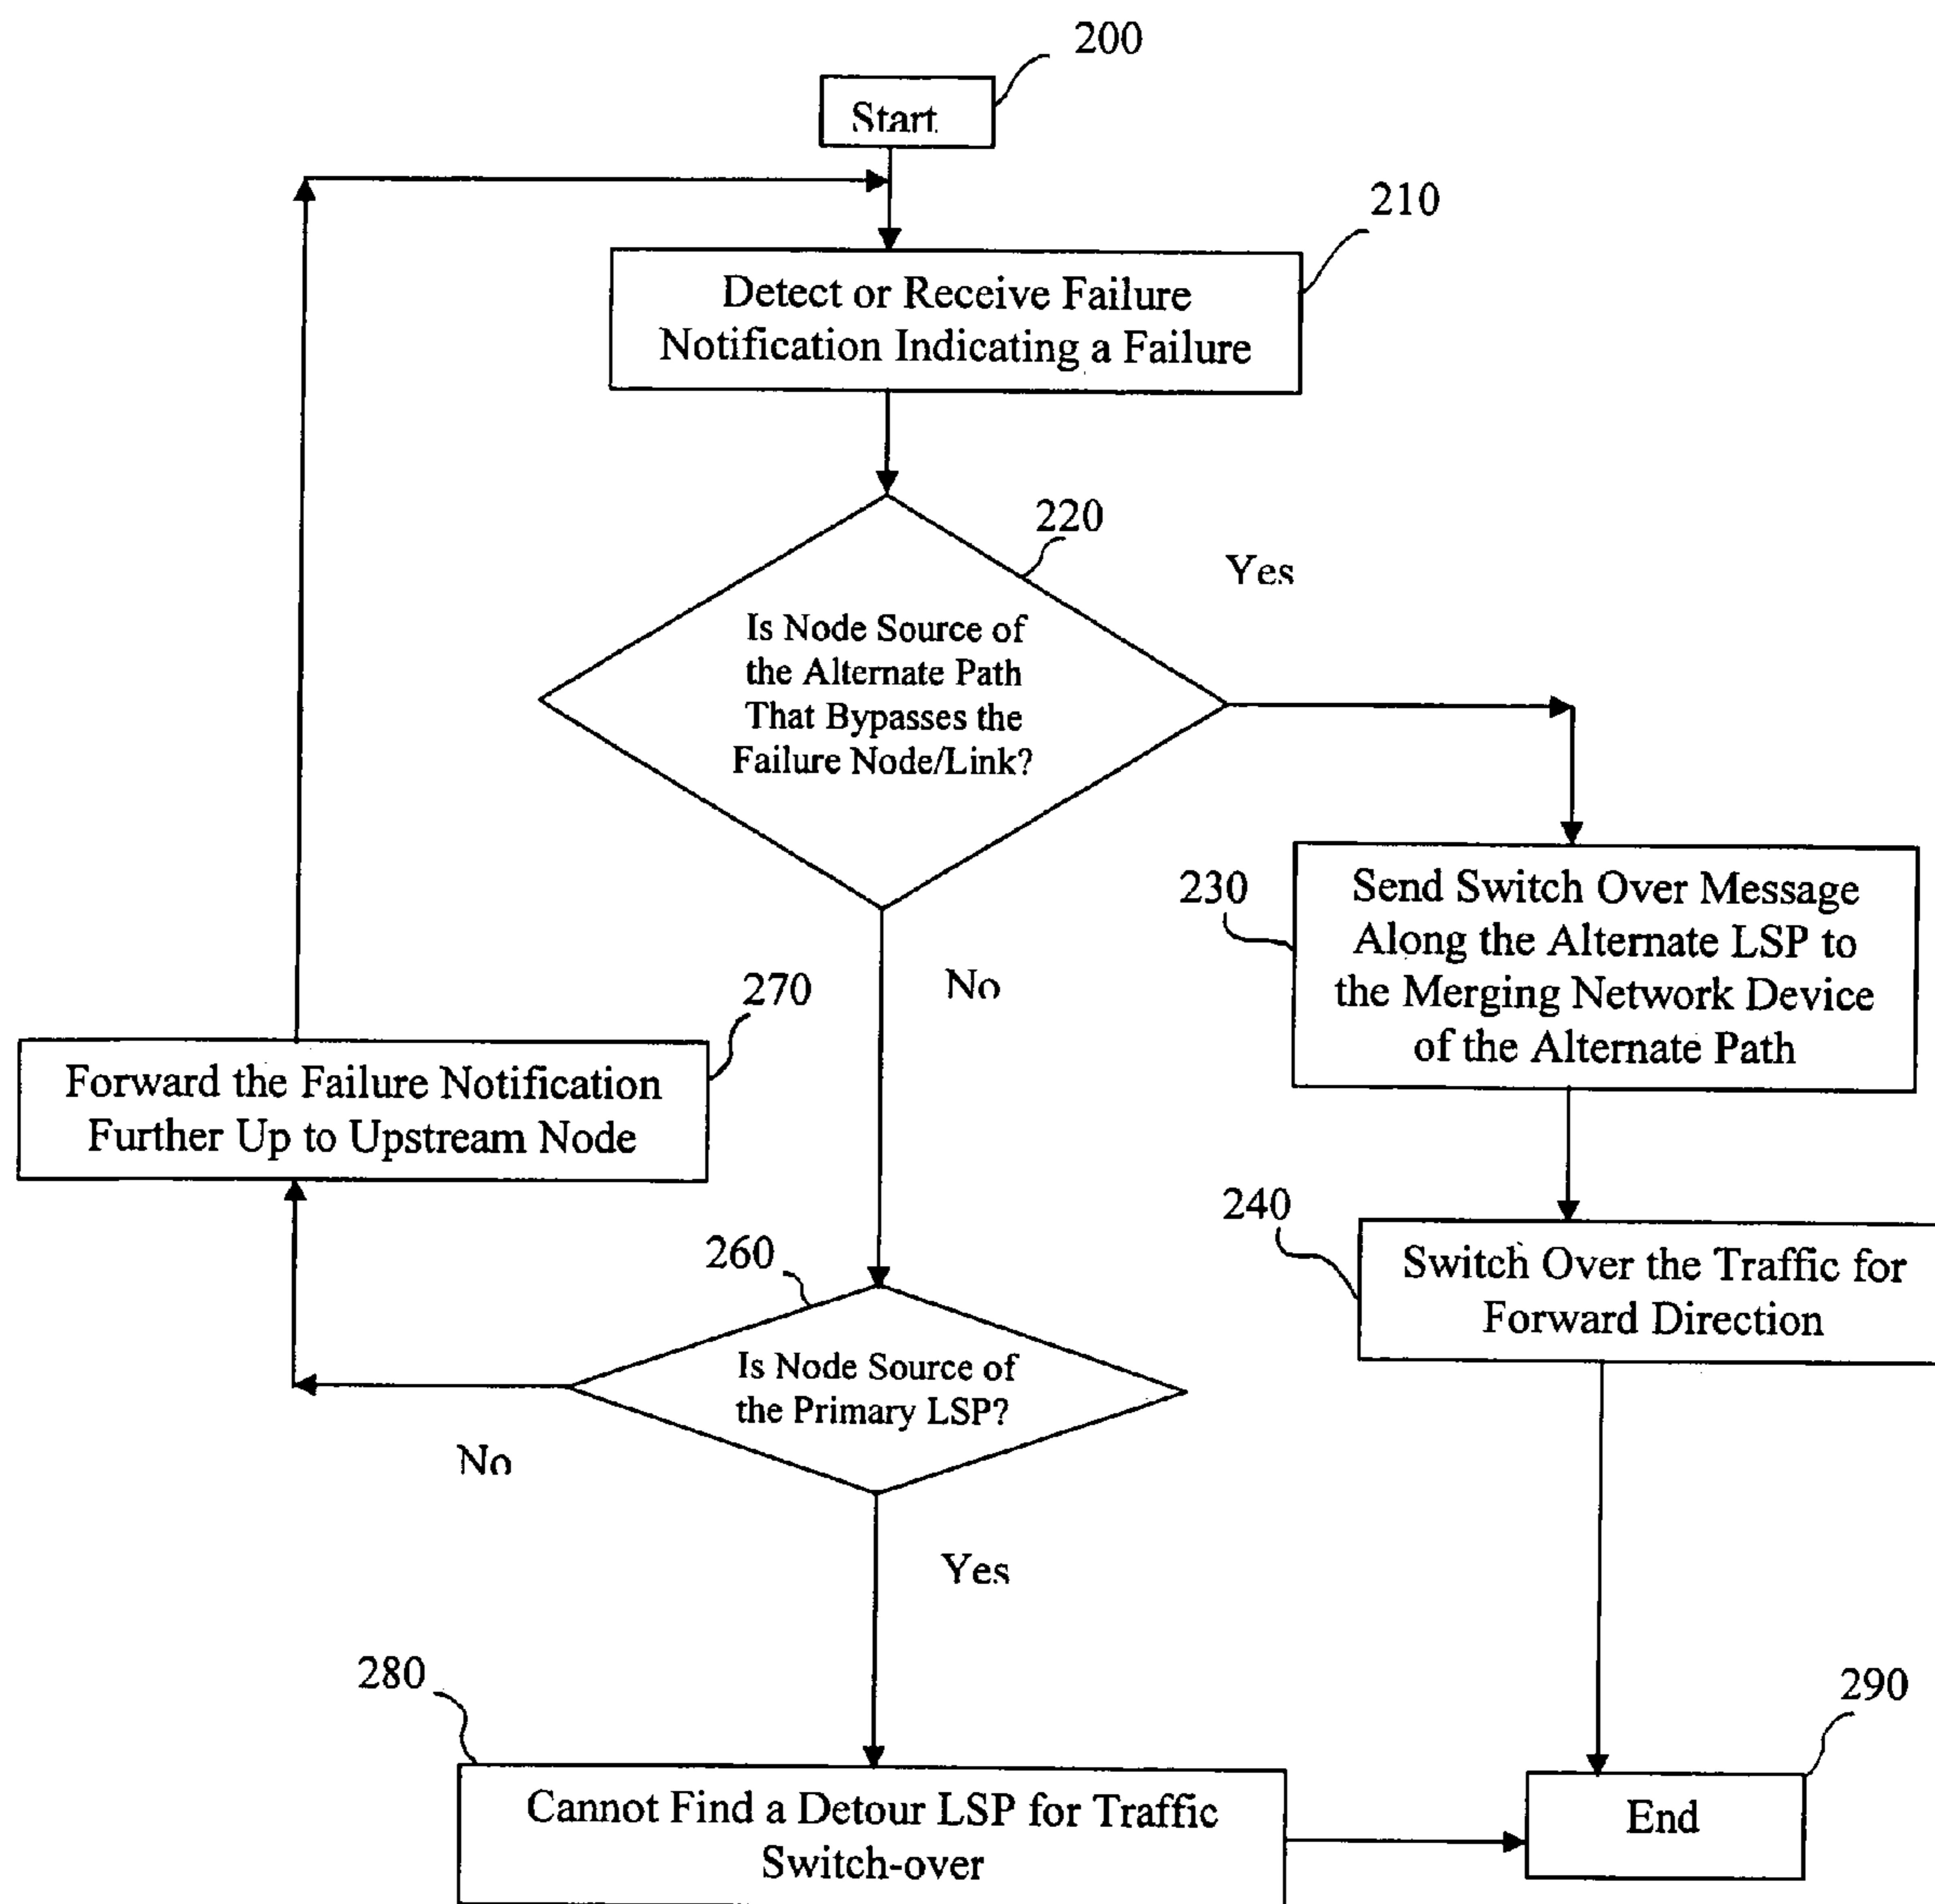 200
Start
210
Detect or Receive Failure
Notification Indicating a Failure
220
Yes
Is Node Source of
the Alternate Path
That Bypasses the
Failure Node/Link?
230
Send Switch Over Message
Along the Alternate LSP to
the Merging Network Device
of the Alternate Path
No
270
Forward the Failure Notification
Further Up to Upstream Node
240
Switch Over the Traffic for
Forward Direction
260
Is Node Source of
the Primary LSP?
No
Yes
280
Cannot Find a Detour LSP for Traffic
Switch-over
290
End